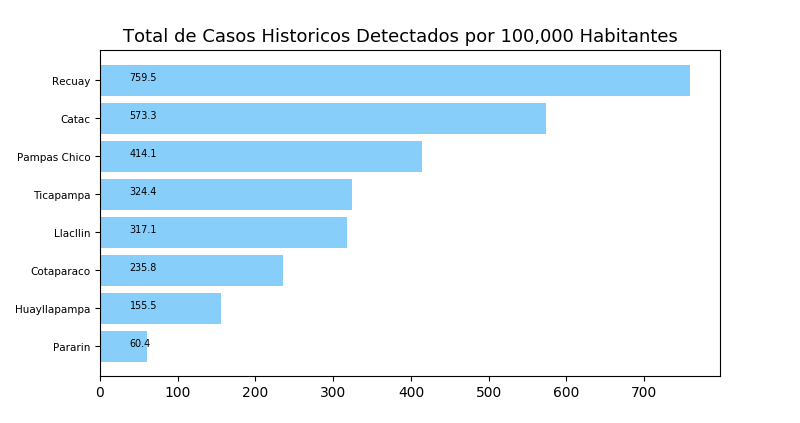 Total de Casos Historicos Detectados por 100,000 Habitantes
Recuay 759.5
Catac 573.3
Pampas Chico 414.1
Ticapampa 324.4
Llacllin 317.1
Cotaparaco 235.8
Huayllapampa 155.5
Pararin 60.4
0 100 200 300 400 500 600 700